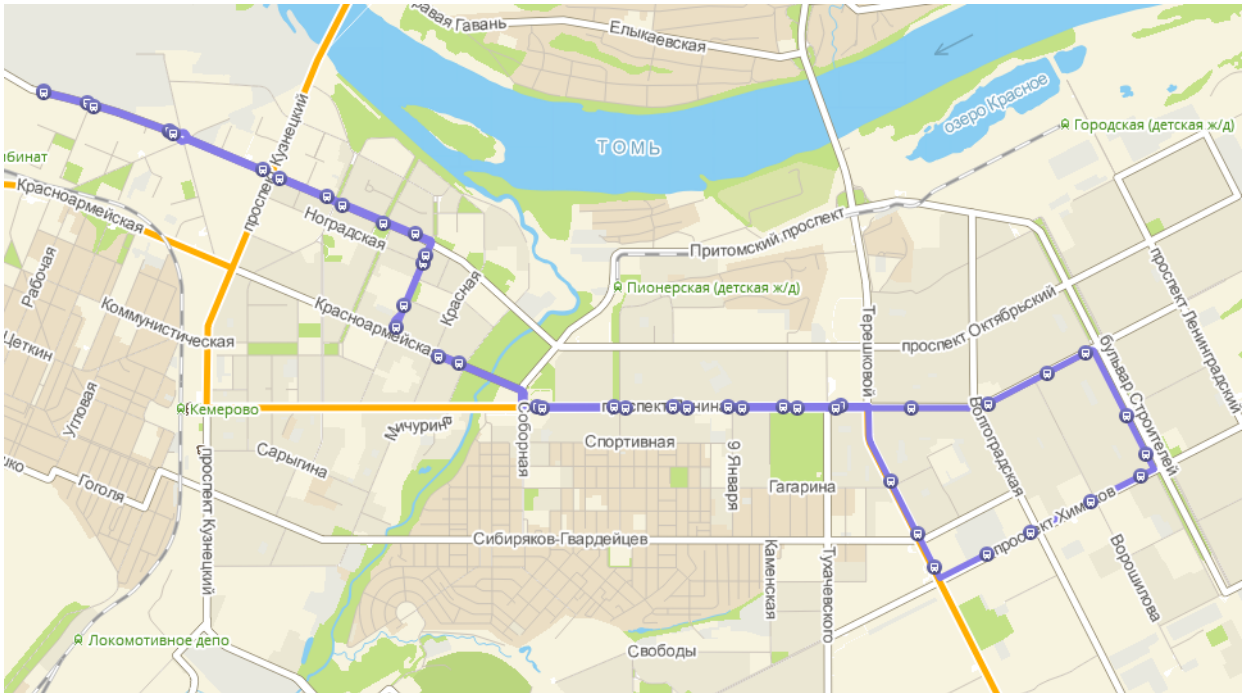 Гавань
Елыкаевская
озеро Красное
Городская (детская ж/д)
ТОМЬ
проспект Кузнецкий
Красноармейская
Ноградская
Притомский проспект
проспект Ленинградский
Рабочая
Красная
Пионерская (детская ж/д)
Коммунистическая
Красноармейская
Терешковой
проспект Октябрьский
бульвар Строителей
Цеткин
Угловая
Кемерово
Мичурина
Соборная
проспект Ленина
Волгоградская
Спортивная
9 Января
Сарыгина
проспект Кузнецкий
Гоголя
Гагарина
проспект Химиков
Сибиряков-Гвардейцев
Каменская
Тухачевского
Ворошилова
Локомотивное депо
Свободы